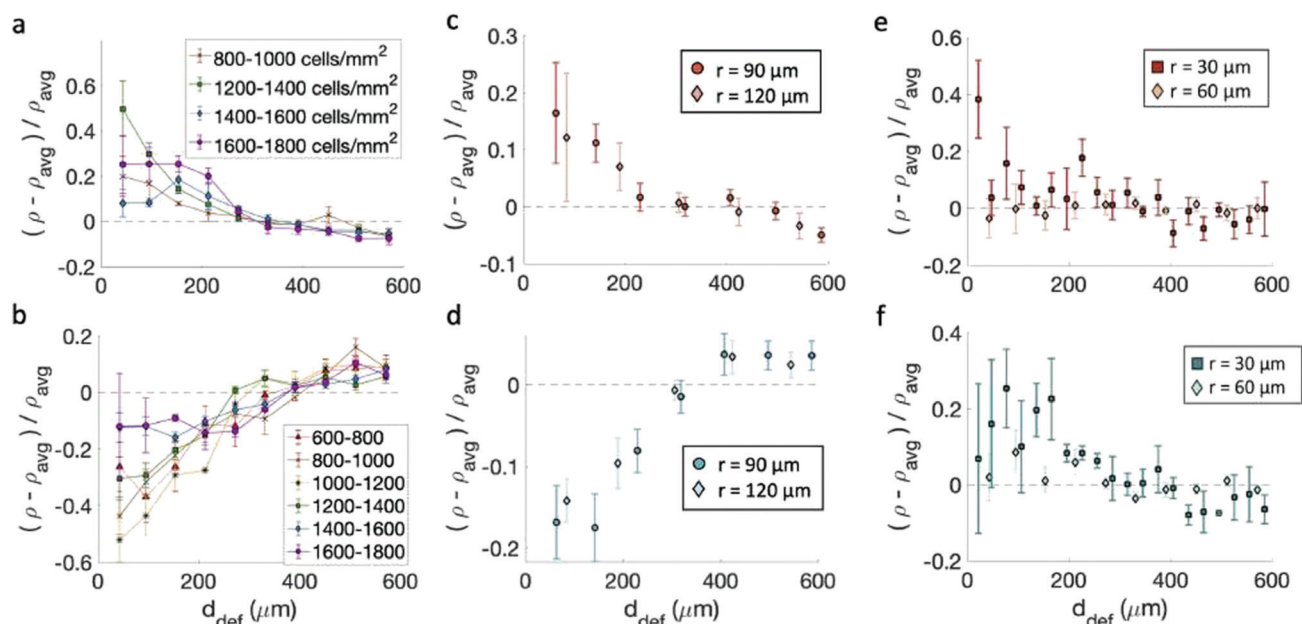 a
(ρ - ρavg) / ρavg
0.6
0.4
0.2
0
-0.2
0
200
400
600
800-1000 cells/mm²
1200-1400 cells/mm²
1400-1600 cells/mm²
1600-1800 cells/mm²
b
(ρ - ρavg) / ρavg
0.2
0
-0.2
-0.4
-0.6
0
200
400
600
ddef (μm)
600-800
800-1000
1000-1200
1200-1400
1400-1600
1600-1800
c
(ρ - ρavg) / ρavg
0.3
0.2
0.1
0
-0.1
0
200
400
600
r = 90 μm
r = 120 μm
d
(ρ - ρavg) / ρavg
0
-0.1
-0.2
0
200
400
600
ddef (μm)
r = 90 μm
r = 120 μm
e
(ρ - ρavg) / ρavg
0.6
0.4
0.2
0
-0.2
0
200
400
600
r = 30 μm
r = 60 μm
f
(ρ - ρavg) / ρavg
0.4
0.2
0
-0.2
0
200
400
600
ddef (μm)
r = 30 μm
r = 60 μm